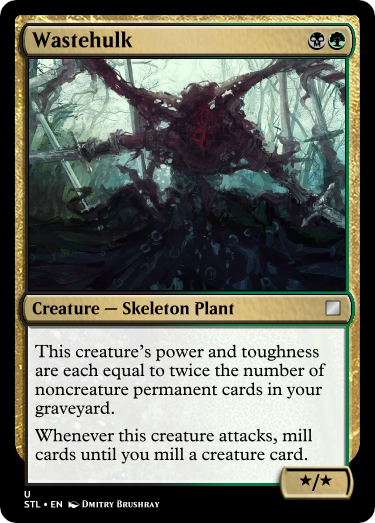 Wastehulk
Creature — Skeleton Plant
This creature's power and toughness
are each equal to twice the number of
noncreature permanent cards in your
graveyard.
Whenever this creature attacks, mill
cards until you mill a creature card.
★/★
U
STL • EN Dmitry Brushray